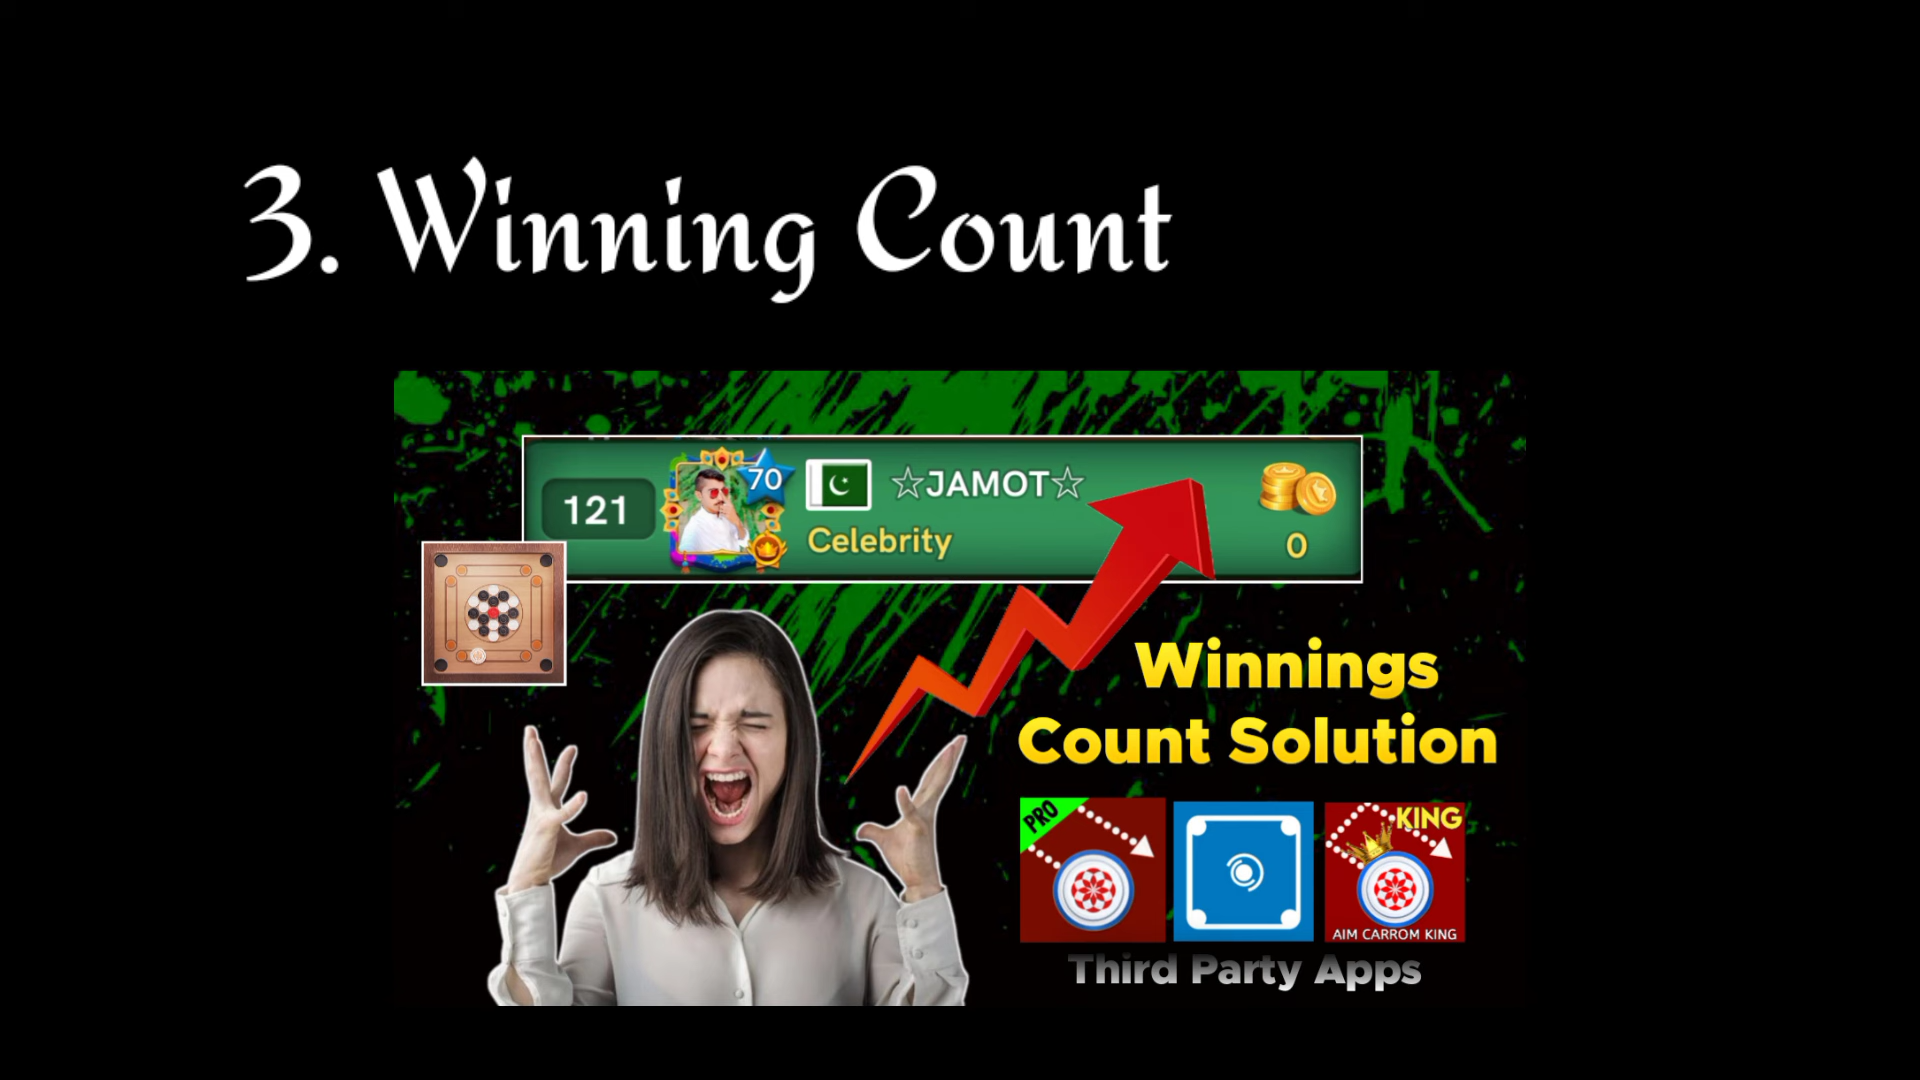 3. Winning Count
121
70
☆JAMOT☆
Celebrity
0
Winnings
Count Solution
PRO
KING
AIM CARROM KING
Third Party Apps